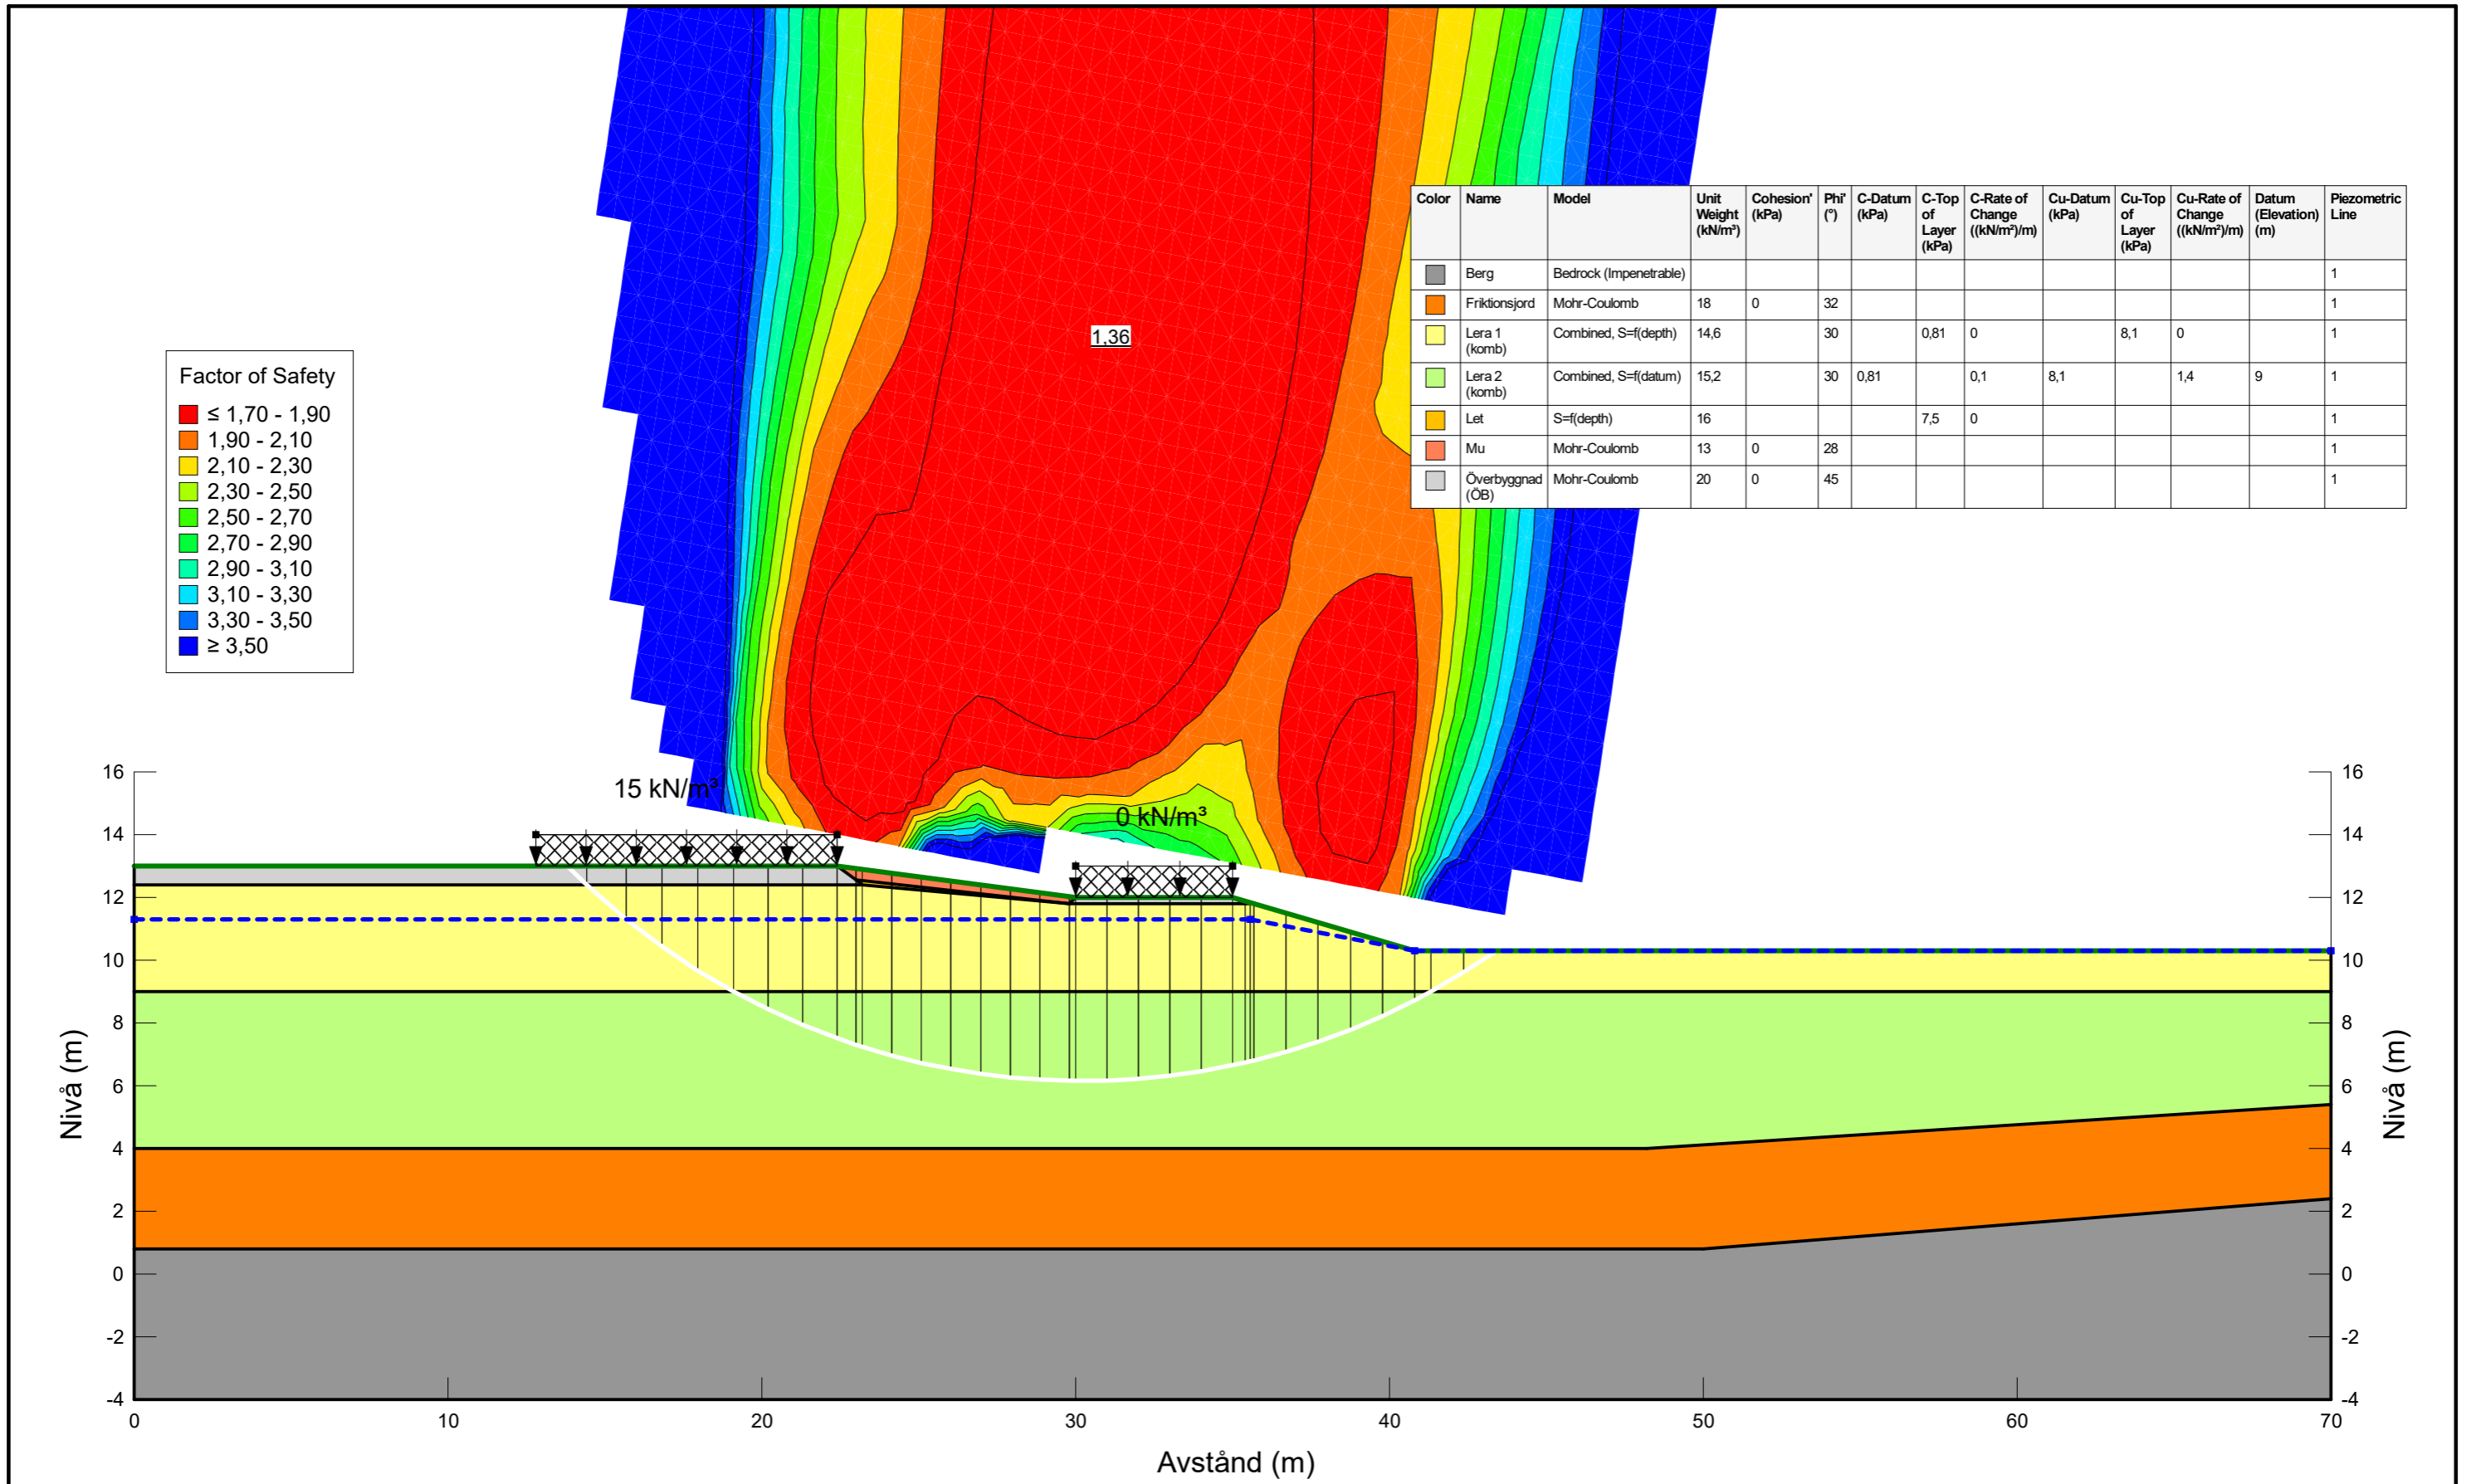 Color Name Model Unit Weight (kN/m³) Cohesion' (kPa) Phi' (°) C-Datum (kPa) C-Top of Layer (kPa) C-Rate of Change ((kN/m²)/m) Cu-Datum (kPa) Cu-Top of Layer (kPa) Cu-Rate of Change ((kN/m²)/m) Datum (Elevation) (m) Piezometric Line
Berg Bedrock (Impenetrable) 1
Friktionsjord Mohr-Coulomb 18 0 32 1
Lera 1 (komb) Combined, S=f(depth) 14,6 30 0,81 0 8,1 0 1
Lera 2 (komb) Combined, S=f(datum) 15,2 30 0,81 0,1 8,1 1,4 9 1
Let S=f(depth) 16 7,5 0 1
Mu Mohr-Coulomb 13 0 28 1
Överbyggnad (ÖB) Mohr-Coulomb 20 0 45 1
1,36
Factor of Safety
≤ 1,70 - 1,90
1,90 - 2,10
2,10 - 2,30
2,30 - 2,50
2,50 - 2,70
2,70 - 2,90
2,90 - 3,10
3,10 - 3,30
3,30 - 3,50
≥ 3,50
15 kN/m³
0 kN/m³
Nivå (m)
16
14
12
10
8
6
4
2
0
-2
-4
16
14
12
10
8
6
4
2
0
-2
-4
Nivå (m)
0 10 20 30 40 50 60 70
Avstånd (m)